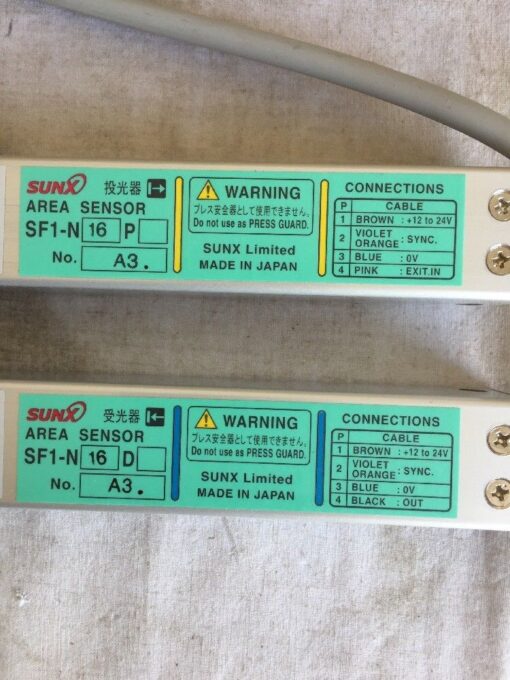 SUNX 投光器
AREA SENSOR
SF1-N 16 P
No. A3.
WARNING
プレス安全器として使用できません。
Do not use as PRESS GUARD.
SUNX Limited
MADE IN JAPAN
CONNECTIONS
P CABLE
1 BROWN : +12 to 24V
2 VIOLET ORANGE : SYNC.
3 BLUE : 0V
4 PINK : EXIT.IN
SUNX 受光器
AREA SENSOR
SF1-N 16 D
No. A3.
WARNING
プレス安全器として使用できません。
Do not use as PRESS GUARD.
SUNX Limited
MADE IN JAPAN
CONNECTIONS
P CABLE
1 BROWN : +12 to 24V
2 VIOLET ORANGE : SYNC.
3 BLUE : 0V
4 BLACK : OUT